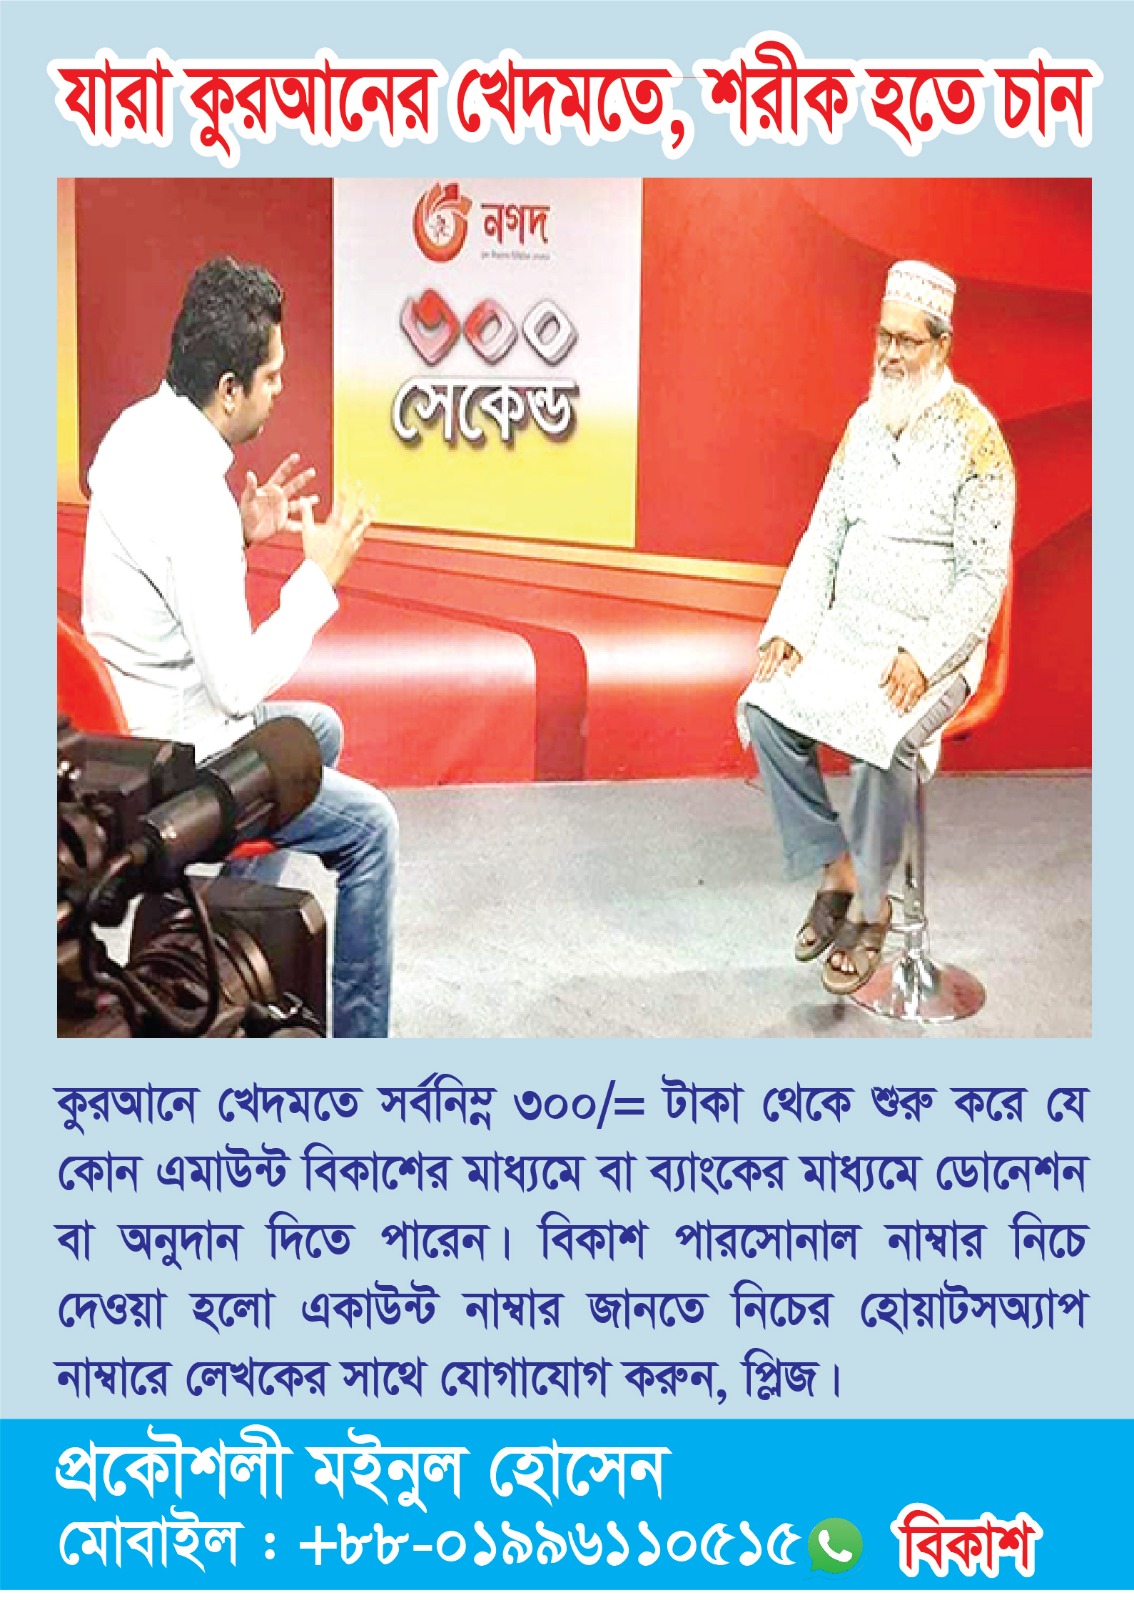 যারা কুরআনের খেদমতে, শরীক হতে চান
নগদ
৩০০
সেকেন্ড
কুরআনে খেদমতে সর্বনিম্ন ৩০০/= টাকা থেকে শুরু করে যে
কোন এমাউন্ট বিকাশের মাধ্যমে বা ব্যাংকের মাধ্যমে ডোনেশন
বা অনুদান দিতে পারেন। বিকাশ পারসোনাল নাম্বার নিচে
দেওয়া হলো একাউন্ট নাম্বার জানতে নিচের হোয়াটসঅ্যাপ
নাম্বারে লেখকের সাথে যোগাযোগ করুন, প্লিজ।
প্রকৌশলী মইনুল হোসেন
মোবাইল : +৮৮-০১৯৯৬১১০৫১৫ বিকাশ